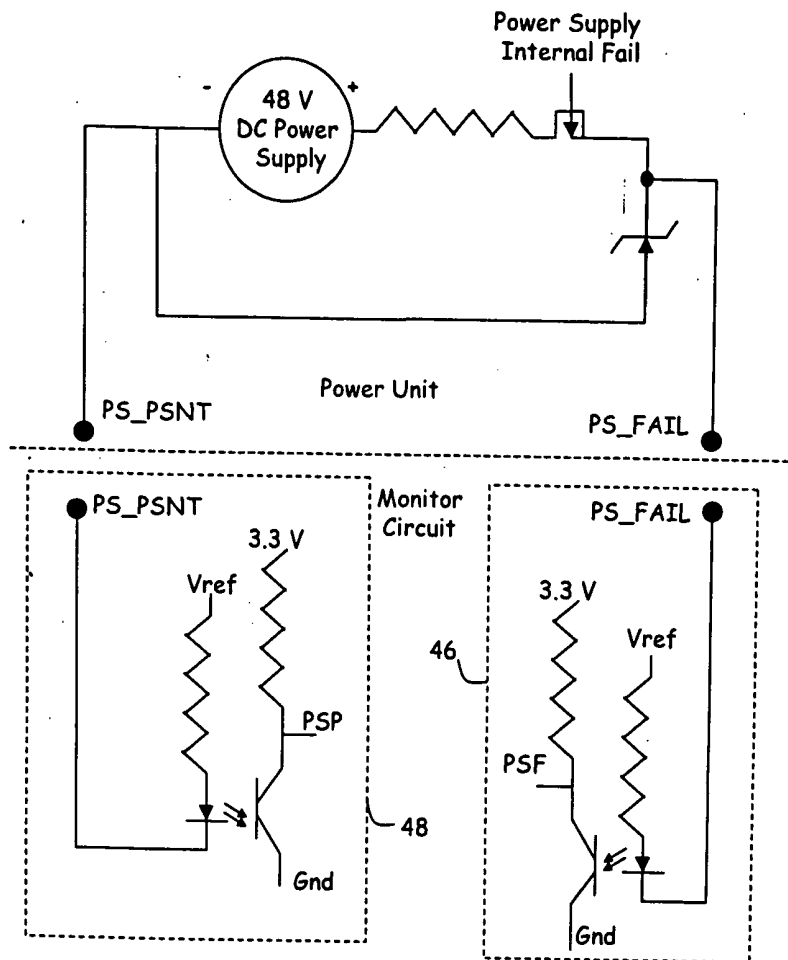 Power Supply
Internal Fail
-
+
48 V
DC Power
Supply
Power Unit
PS_PSNT
PS_FAIL
PS_PSNT
Monitor
Circuit
PS_FAIL
3.3 V
Vref
3.3 V
Vref
46
PSP
PSF
48
Gnd
Gnd